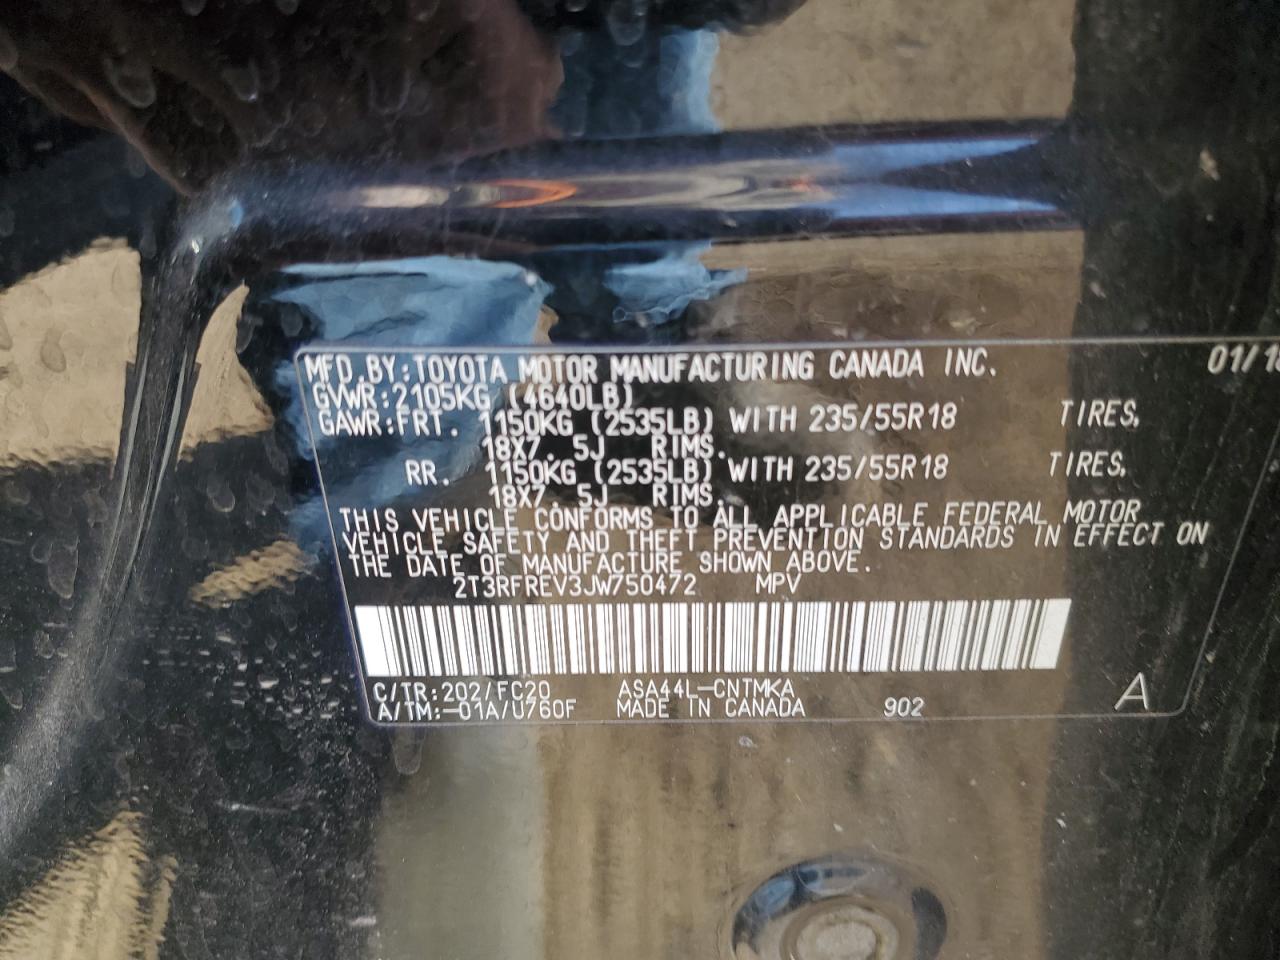 MFD.BY:TOYOTA MOTOR MANUFACTURING CANADA INC.
GVWR:2105KG (4640LB)
GAWR:FRT. 1150KG (2535LB) WITH 235/55R18 TIRES,
18X7.5J RIMS.
RR. 1150KG (2535LB) WITH 235/55R18 TIRES,
18X7.5J RIMS.
THIS VEHICLE CONFORMS TO ALL APPLICABLE FEDERAL MOTOR
VEHICLE SAFETY AND THEFT PREVENTION STANDARDS IN EFFECT ON
THE DATE OF MANUFACTURE SHOWN ABOVE.
2T3RFREV3JW750472 MPV
C/TR:202/FC20 ASA44L-CNTMKA A
A/TM:-01A/U760F MADE IN CANADA 902